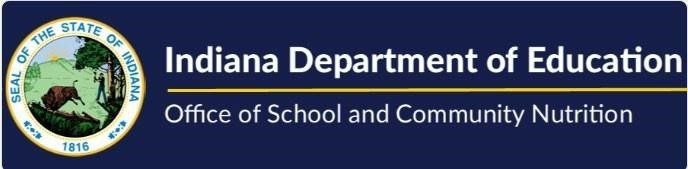 SEAL OF THE STATE OF INDIANA
1816
Indiana Department of Education
Office of School and Community Nutrition